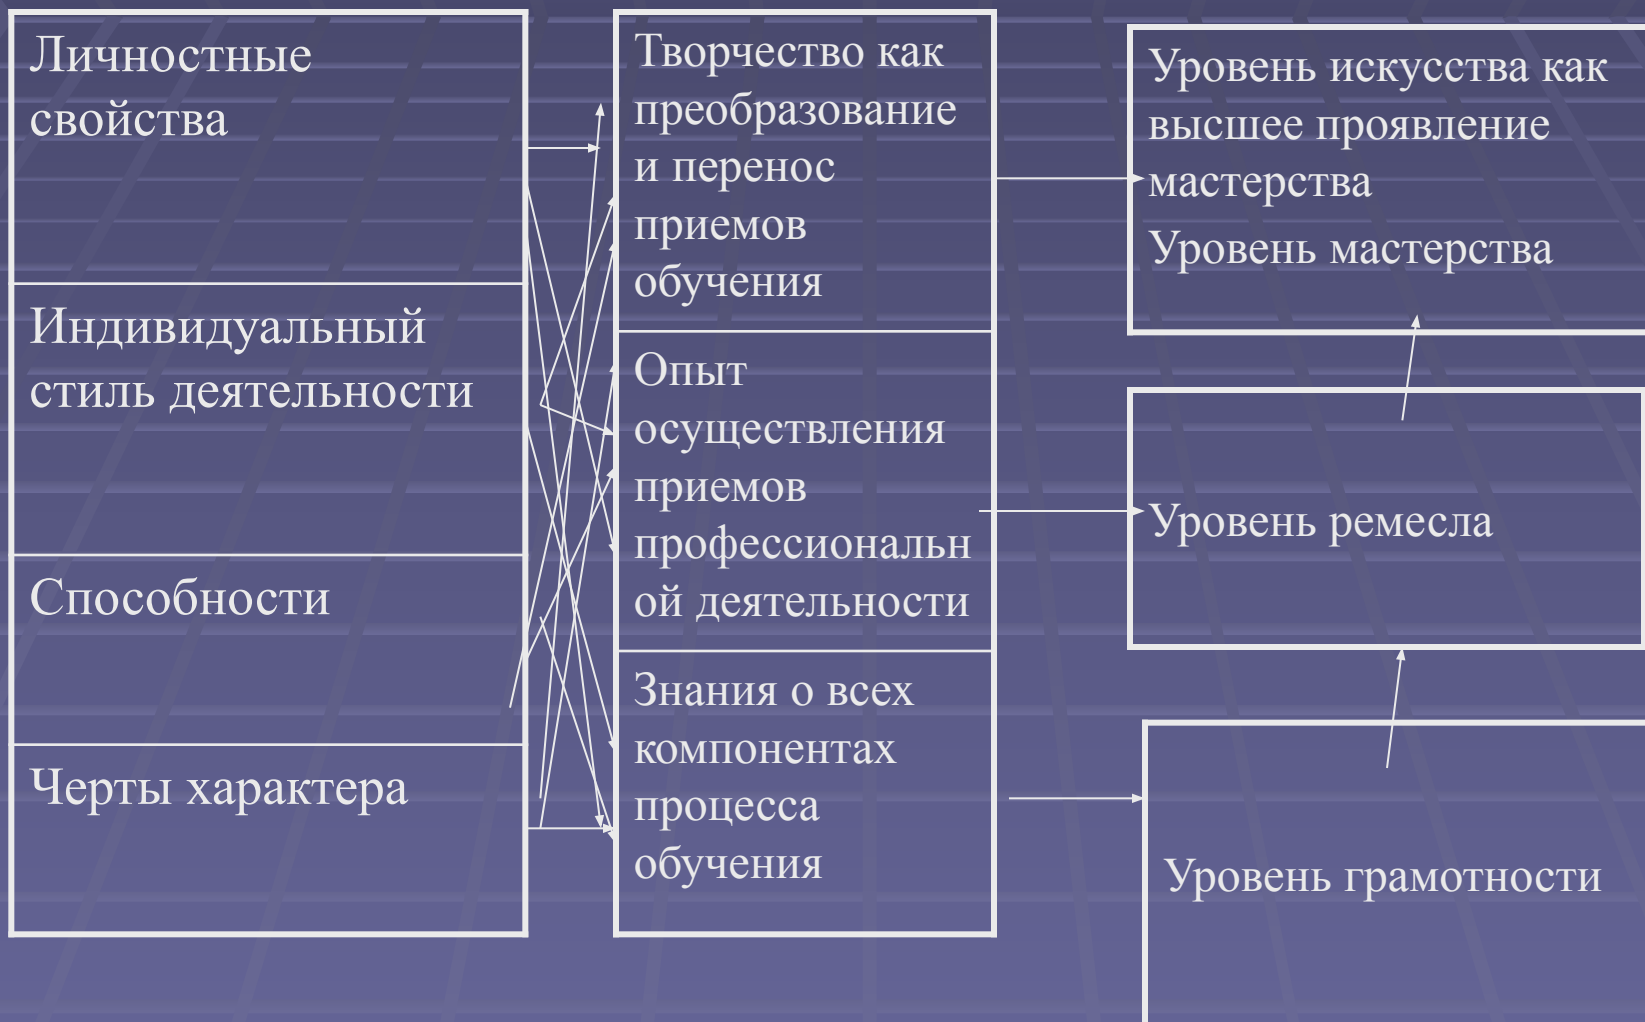 Личностные
свойства
Индивидуальный
стиль деятельности
Способности
Черты характера
Творчество как
преобразование
и перенос
приемов
обучения
Опыт
осуществления
приемов
профессиональн
ой деятельности
Знания о всех
компонентах
процесса
обучения
Уровень искусства как
высшее проявление
мастерства
Уровень мастерства
Уровень ремесла
Уровень грамотности